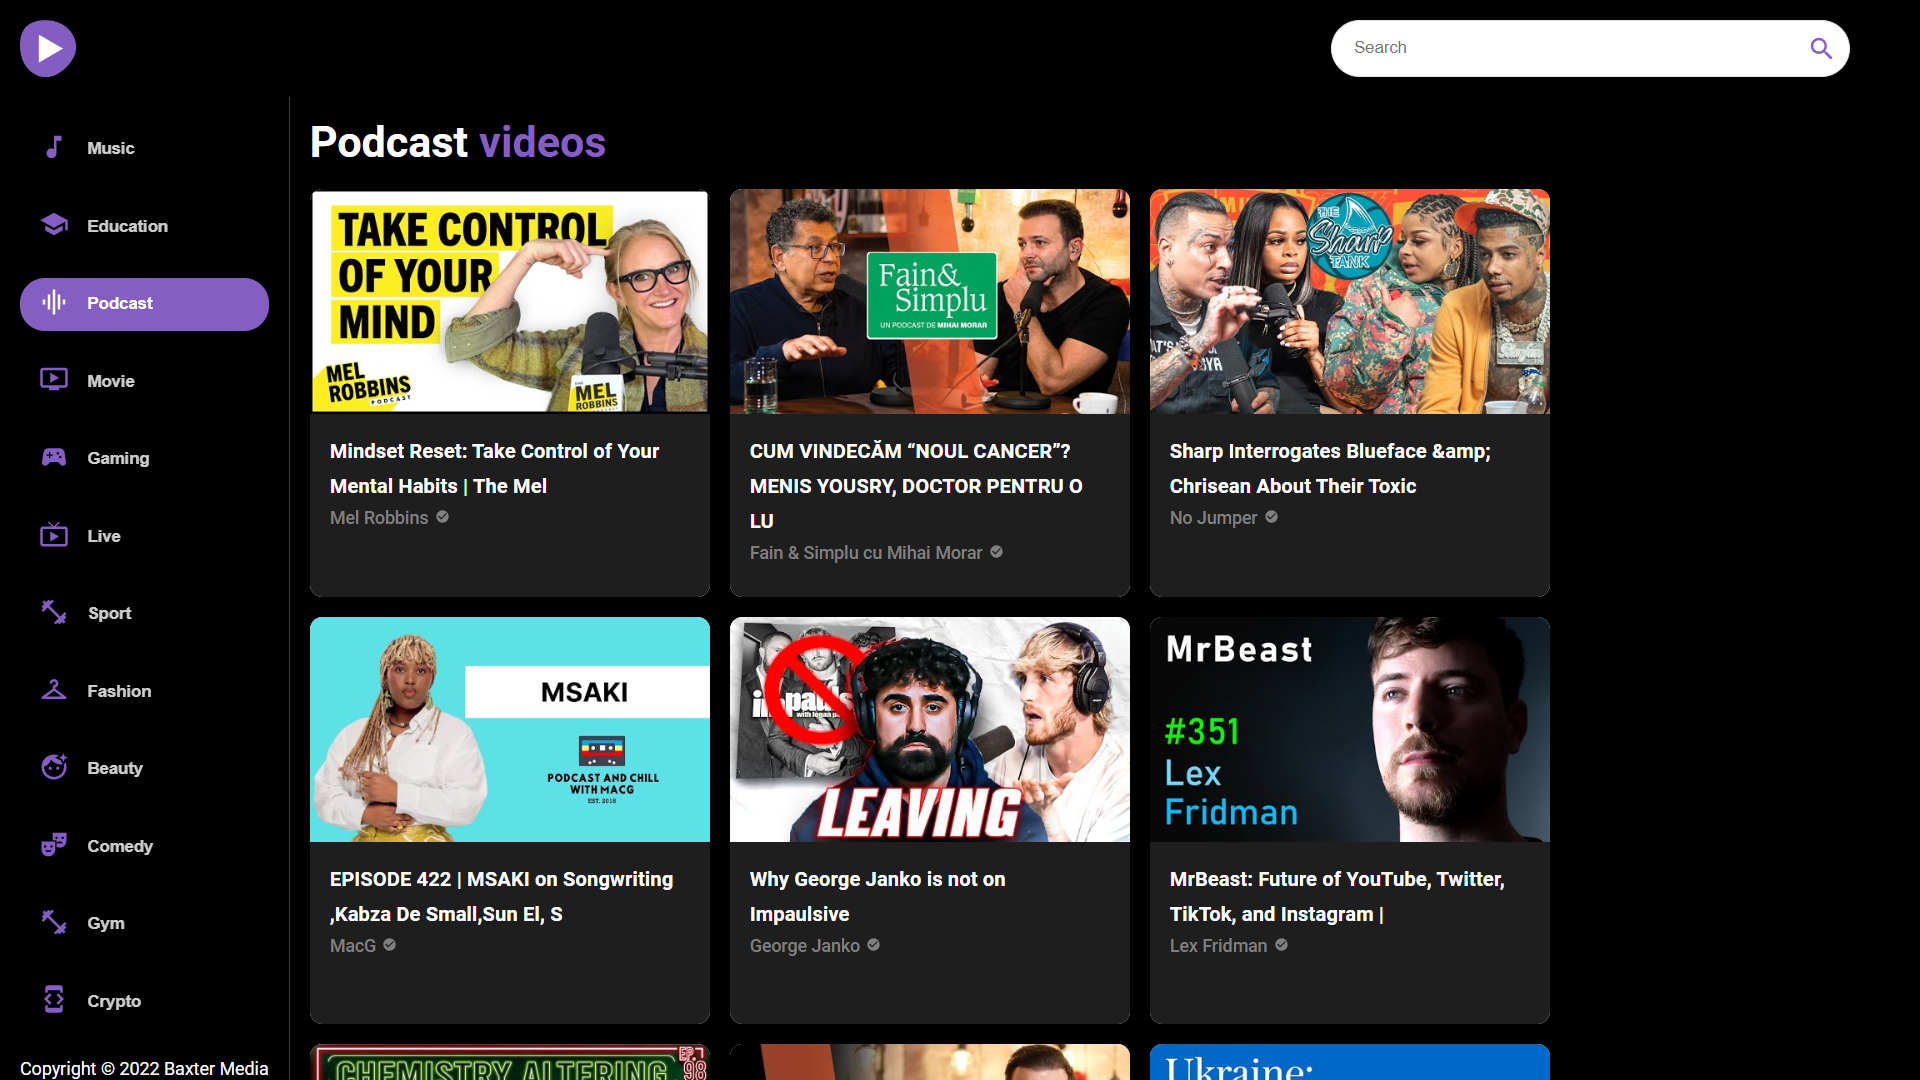 Search
Music
Education
Podcast
Movie
Gaming
Live
Sport
Fashion
Beauty
Comedy
Gym
Crypto
Copyright © 2022 Baxter Media
Podcast videos
TAKE CONTROL
OF YOUR
MIND
MEL
ROBBINS
PODCAST
MEL
ROBBINS
Mindset Reset: Take Control of Your
Mental Habits | The Mel
Mel Robbins
Fain&
Simplu
UN PODCAST DE MIHAI MORAR
CUM VINDECĂM “NOUL CANCER”?
MENIS YOUSRY, DOCTOR PENTRU O
LU
Fain & Simplu cu Mihai Morar
THE
Sharp
TANK
Sharp Interrogates Blueface &amp;
Chrisean About Their Toxic
No Jumper
MSAKI
PODCAST AND CHILL
WITH MACG
EST. 2018
EPISODE 422 | MSAKI on Songwriting
,Kabza De Small,Sun El, S
MacG
LEAVING
Why George Janko is not on
Impaulsive
George Janko
MrBeast
#351
Lex
Fridman
MrBeast: Future of YouTube, Twitter,
TikTok, and Instagram |
Lex Fridman
CHEMISTRY ALTERING
EP.
98
Ukraine: